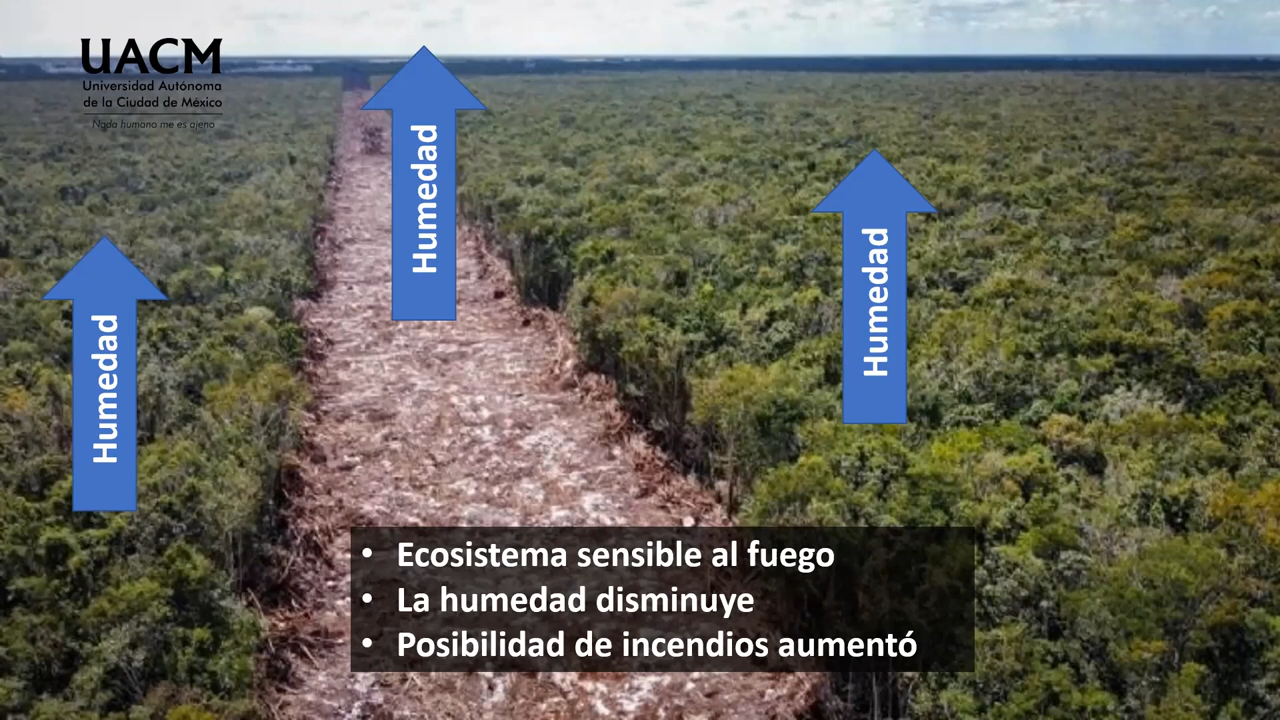 UACM
Universidad Autónoma
de la Ciudad de México
Nada humano me es ajeno
Humedad
Humedad
Humedad
• Ecosistema sensible al fuego
• La humedad disminuye
• Posibilidad de incendios aumentó